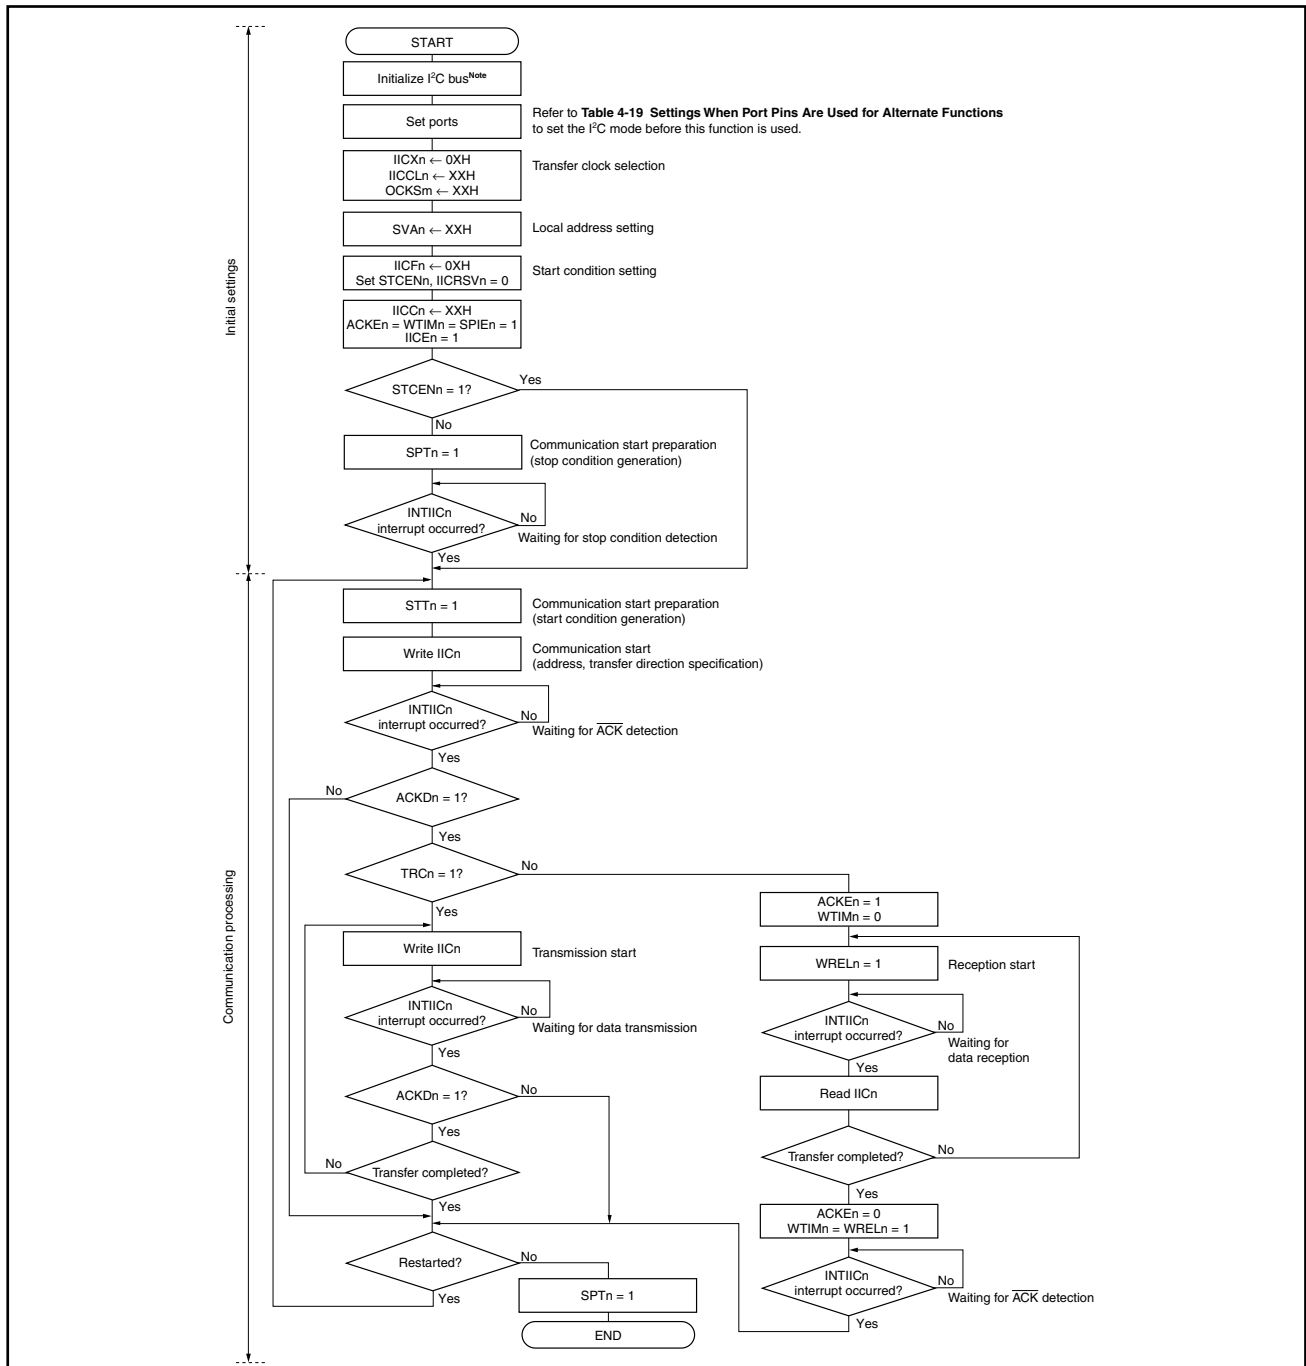 START
Initialize I²C bus^Note
Set ports
Refer to Table 4-19 Settings When Port Pins Are Used for Alternate Functions
to set the I²C mode before this function is used.
IICXn ← 0XH
IICCLn ← XXH
OCKSm ← XXH
Transfer clock selection
SVAn ← XXH
Local address setting
IICFn ← 0XH
Set STCENn, IICRSVn = 0
Start condition setting
IICCn ← XXH
ACKEn = WTIMn = SPIEn = 1
IICEn = 1
Initial settings
STCENn = 1?
Yes
No
SPTn = 1
Communication start preparation
(stop condition generation)
INTIICn
interrupt occurred?
No
Waiting for stop condition detection
Yes
STTn = 1
Communication start preparation
(start condition generation)
Write IICn
Communication start
(address, transfer direction specification)
INTIICn
interrupt occurred?
No
Waiting for A̅C̅K̅ detection
Yes
No
ACKDn = 1?
Yes
TRCn = 1?
No
Yes
Communication processing
Write IICn
Transmission start
INTIICn
interrupt occurred?
No
Waiting for data transmission
Yes
ACKDn = 1?
No
Yes
No
Transfer completed?
Yes
Restarted?
No
Yes
SPTn = 1
END
ACKEn = 1
WTIMn = 0
WRELn = 1
Reception start
INTIICn
interrupt occurred?
No
Waiting for
data reception
Yes
Read IICn
Transfer completed?
No
Yes
ACKEn = 0
WTIMn = WRELn = 1
INTIICn
interrupt occurred?
No
Waiting for A̅C̅K̅ detection
Yes